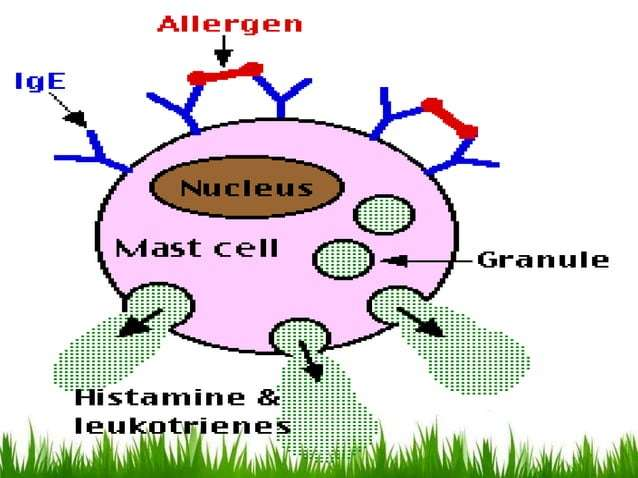 Allergen
IgE
Nucleus
Mast cell
Granule
Histamine &
leukotrienes